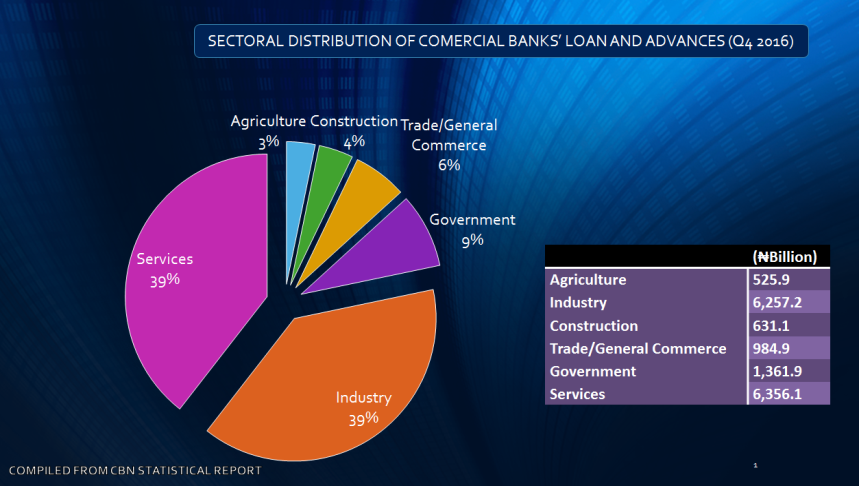 SECTORAL DISTRIBUTION OF COMERCIAL BANKS' LOAN AND ADVANCES (Q4 2016)
Agriculture
3%
Construction
4%
Trade/General
Commerce
6%
Government
9%
Services
39%
Industry
39%
(₦Billion)
Agriculture 525.9
Industry 6,257.2
Construction 631.1
Trade/General Commerce 984.9
Government 1,361.9
Services 6,356.1
COMPILED FROM CBN STATISTICAL REPORT
1